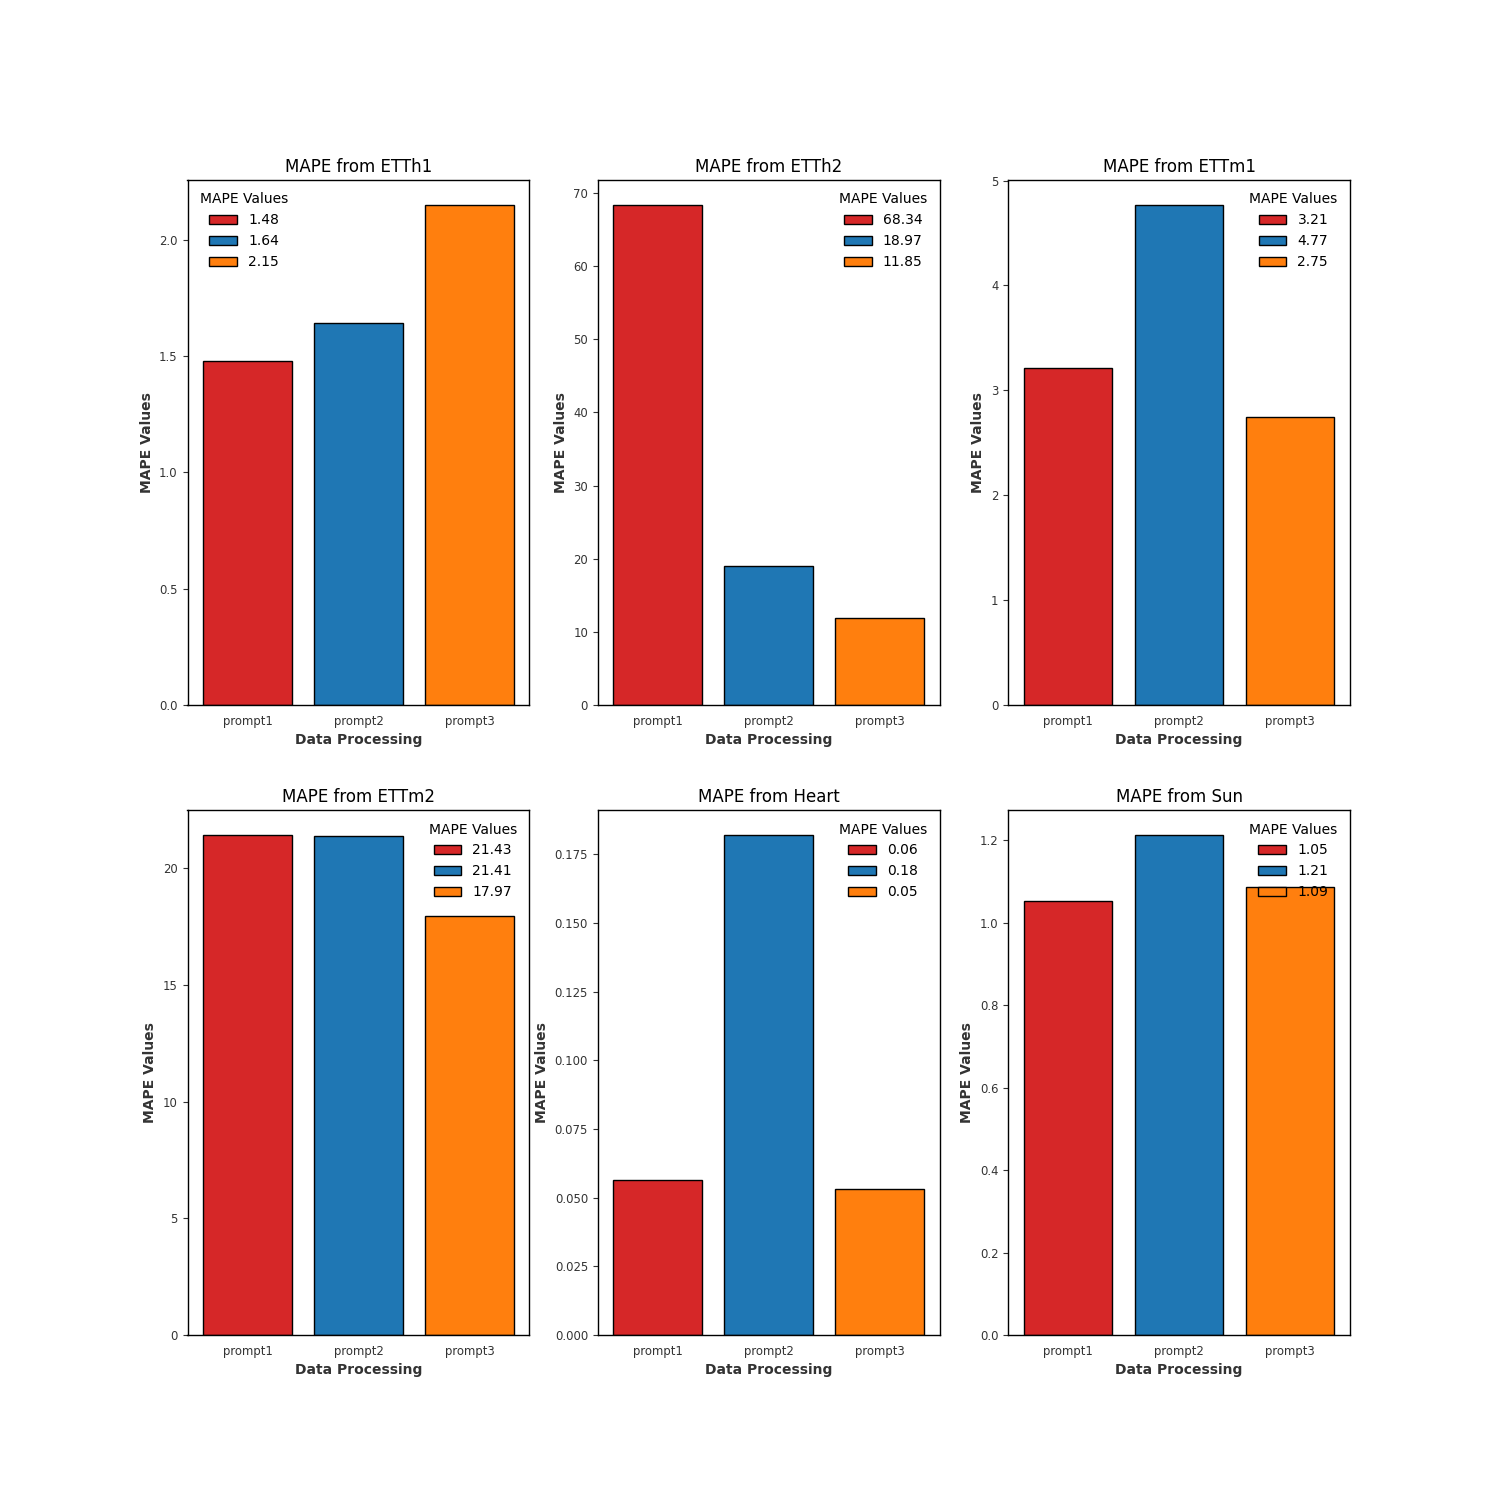 MAPE from ETTh1
MAPE Values
1.48
1.64
2.15
2.0
1.5
1.0
0.5
0.0
MAPE Values
prompt1 prompt2 prompt3
Data Processing
MAPE from ETTh2
MAPE Values
68.34
18.97
11.85
70
60
50
40
30
20
10
0
MAPE Values
prompt1 prompt2 prompt3
Data Processing
MAPE from ETTm1
MAPE Values
3.21
4.77
2.75
5
4
3
2
1
0
MAPE Values
prompt1 prompt2 prompt3
Data Processing
MAPE from ETTm2
MAPE Values
21.43
21.41
17.97
20
15
10
5
0
MAPE Values
prompt1 prompt2 prompt3
Data Processing
MAPE from Heart
MAPE Values
0.06
0.18
0.05
0.175
0.150
0.125
0.100
0.075
0.050
0.025
0.000
MAPE Values
prompt1 prompt2 prompt3
Data Processing
MAPE from Sun
MAPE Values
1.05
1.21
1.09
1.2
1.0
0.8
0.6
0.4
0.2
0.0
MAPE Values
prompt1 prompt2 prompt3
Data Processing